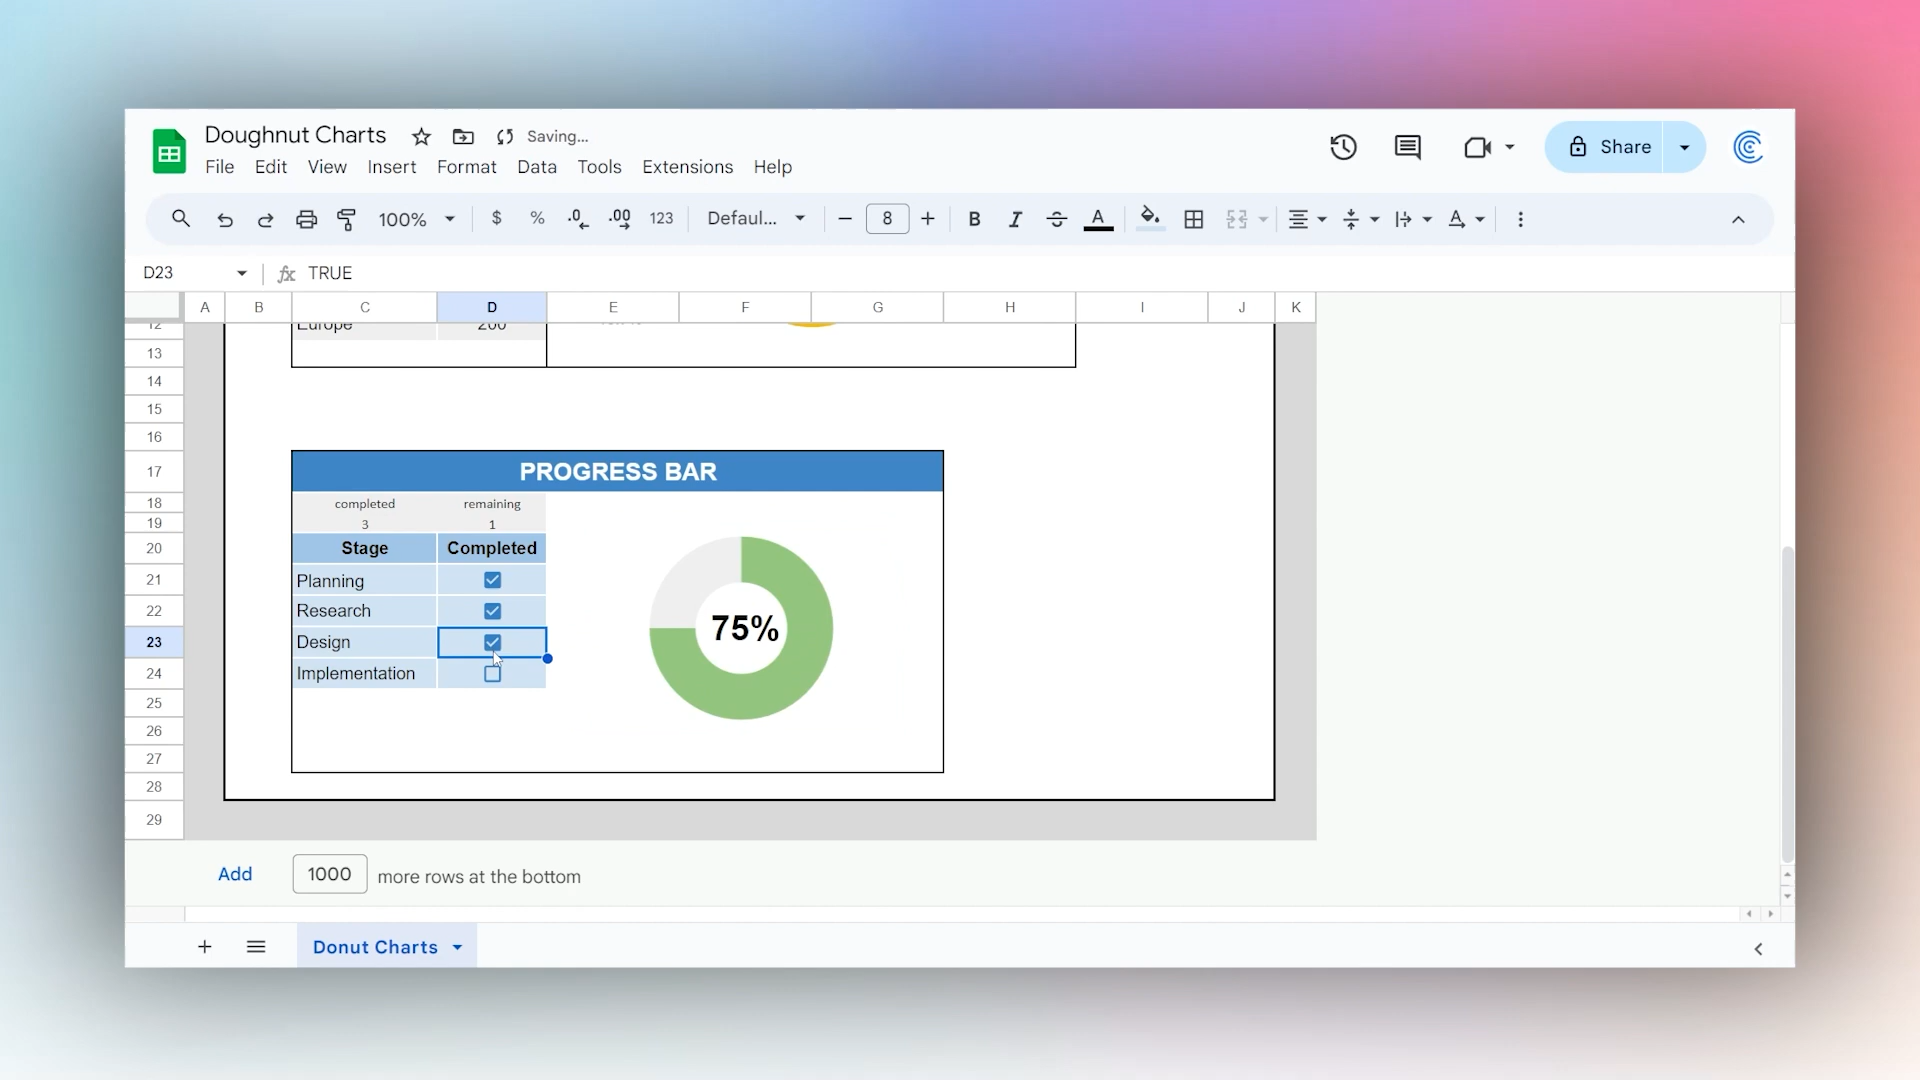 Doughnut Charts Saving...
File Edit View Insert Format Data Tools Extensions Help
Share
100% $ % .0 .00 123 Defaul... 8 B I A A
D23 fx TRUE
A B C D E F G H I J K
12 Europe 200
13
14
15
16
17 PROGRESS BAR
18 completed remaining
19 3 1
20 Stage Completed
21 Planning
22 Research
23 Design
24 Implementation
75%
25
26
27
28
29
Add 1000 more rows at the bottom
Donut Charts